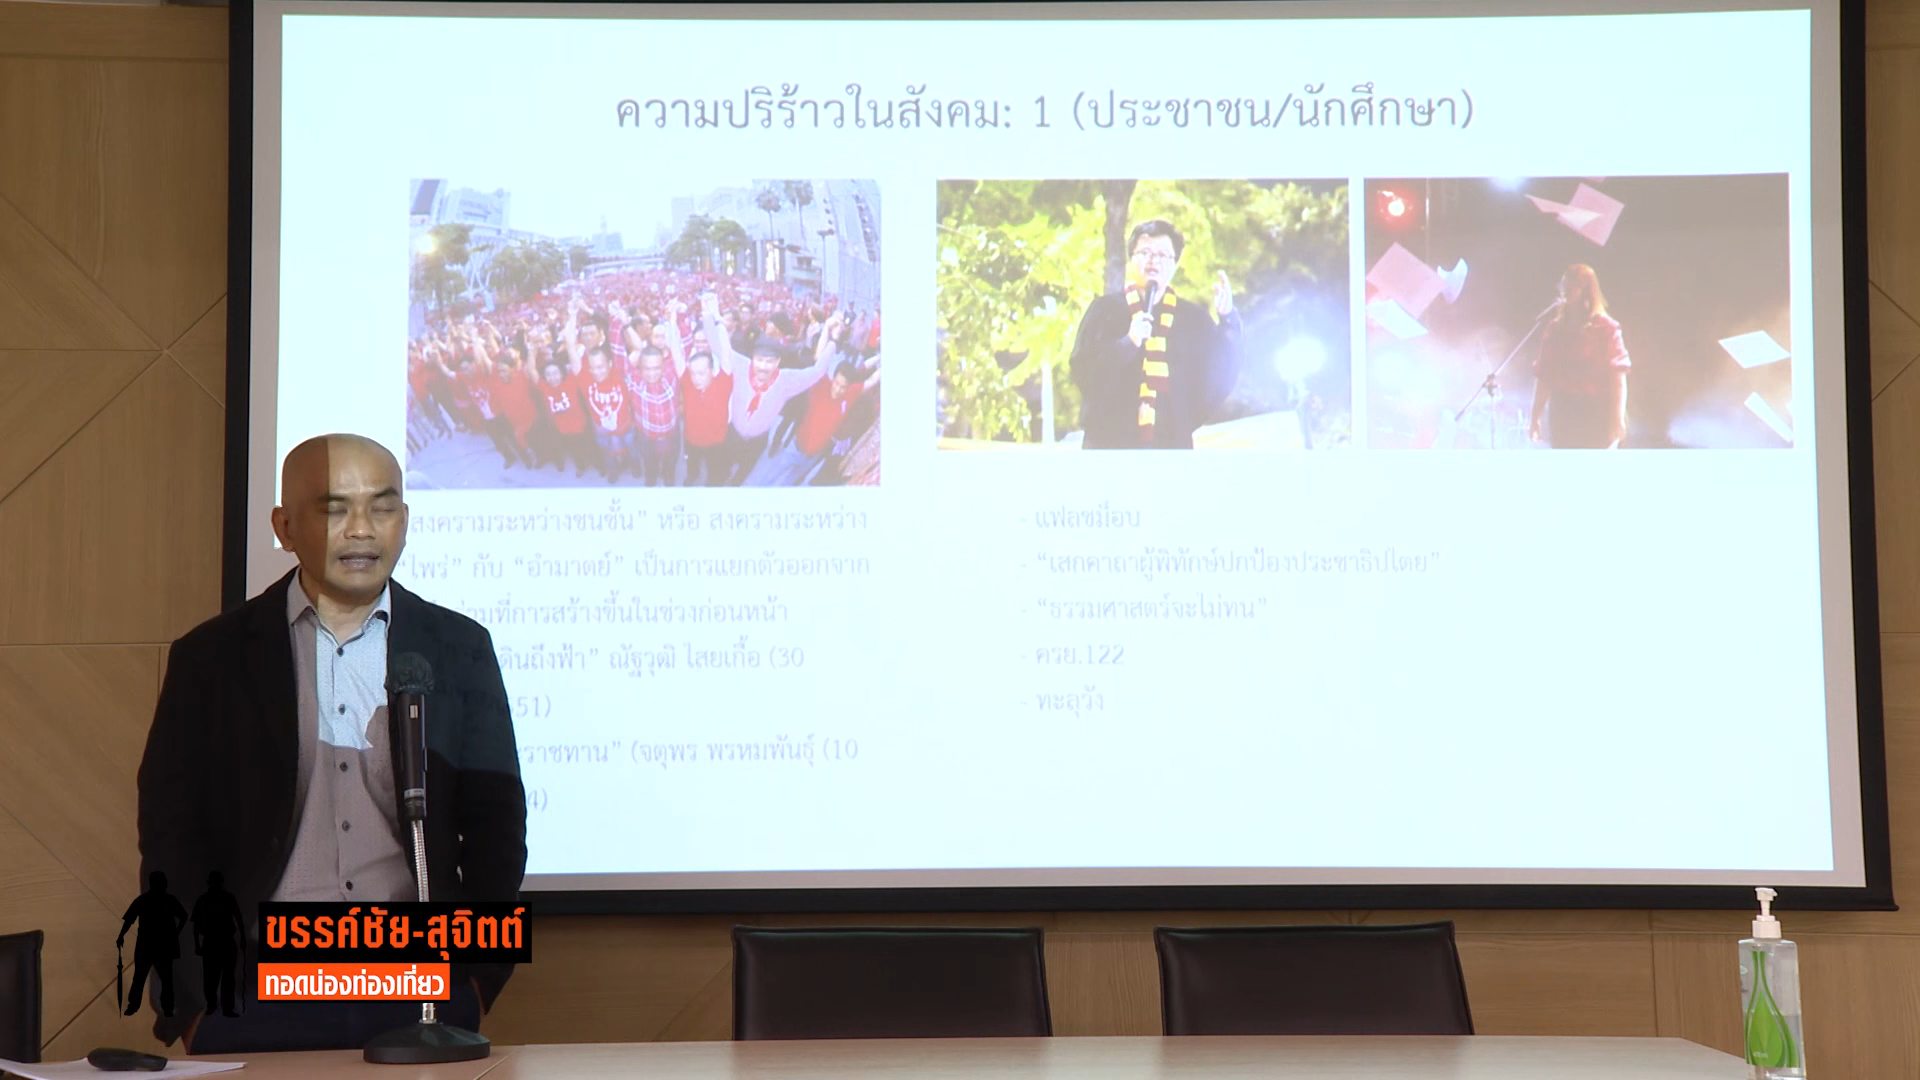 ความปริร้าวในสังคม: 1 (ประชาชน/นักศึกษา)
ไพร่
สงครามระหว่างชนชั้น” หรือ สงครามระหว่าง
“ไพร่” กับ “อำมาตย์” เป็นการแยกตัวออกจาก
ที่การสร้างขึ้นในช่วงก่อนหน้า
ดินถึงฟ้า” ณัฐวุฒิ ไสยเกื้อ (30
51)
ราชทาน” (จตุพร พรหมพันธุ์ (10
4)
- แฟลชม็อบ
- “เสกคาถาผู้พิทักษ์ปกป้องประชาธิปไตย”
- “ธรรมศาสตร์จะไม่ทน”
- ครย.122
- ทะลุวัง
ขรรค์ชัย-สุจิตต์
ทอดน่องท่องเที่ยว